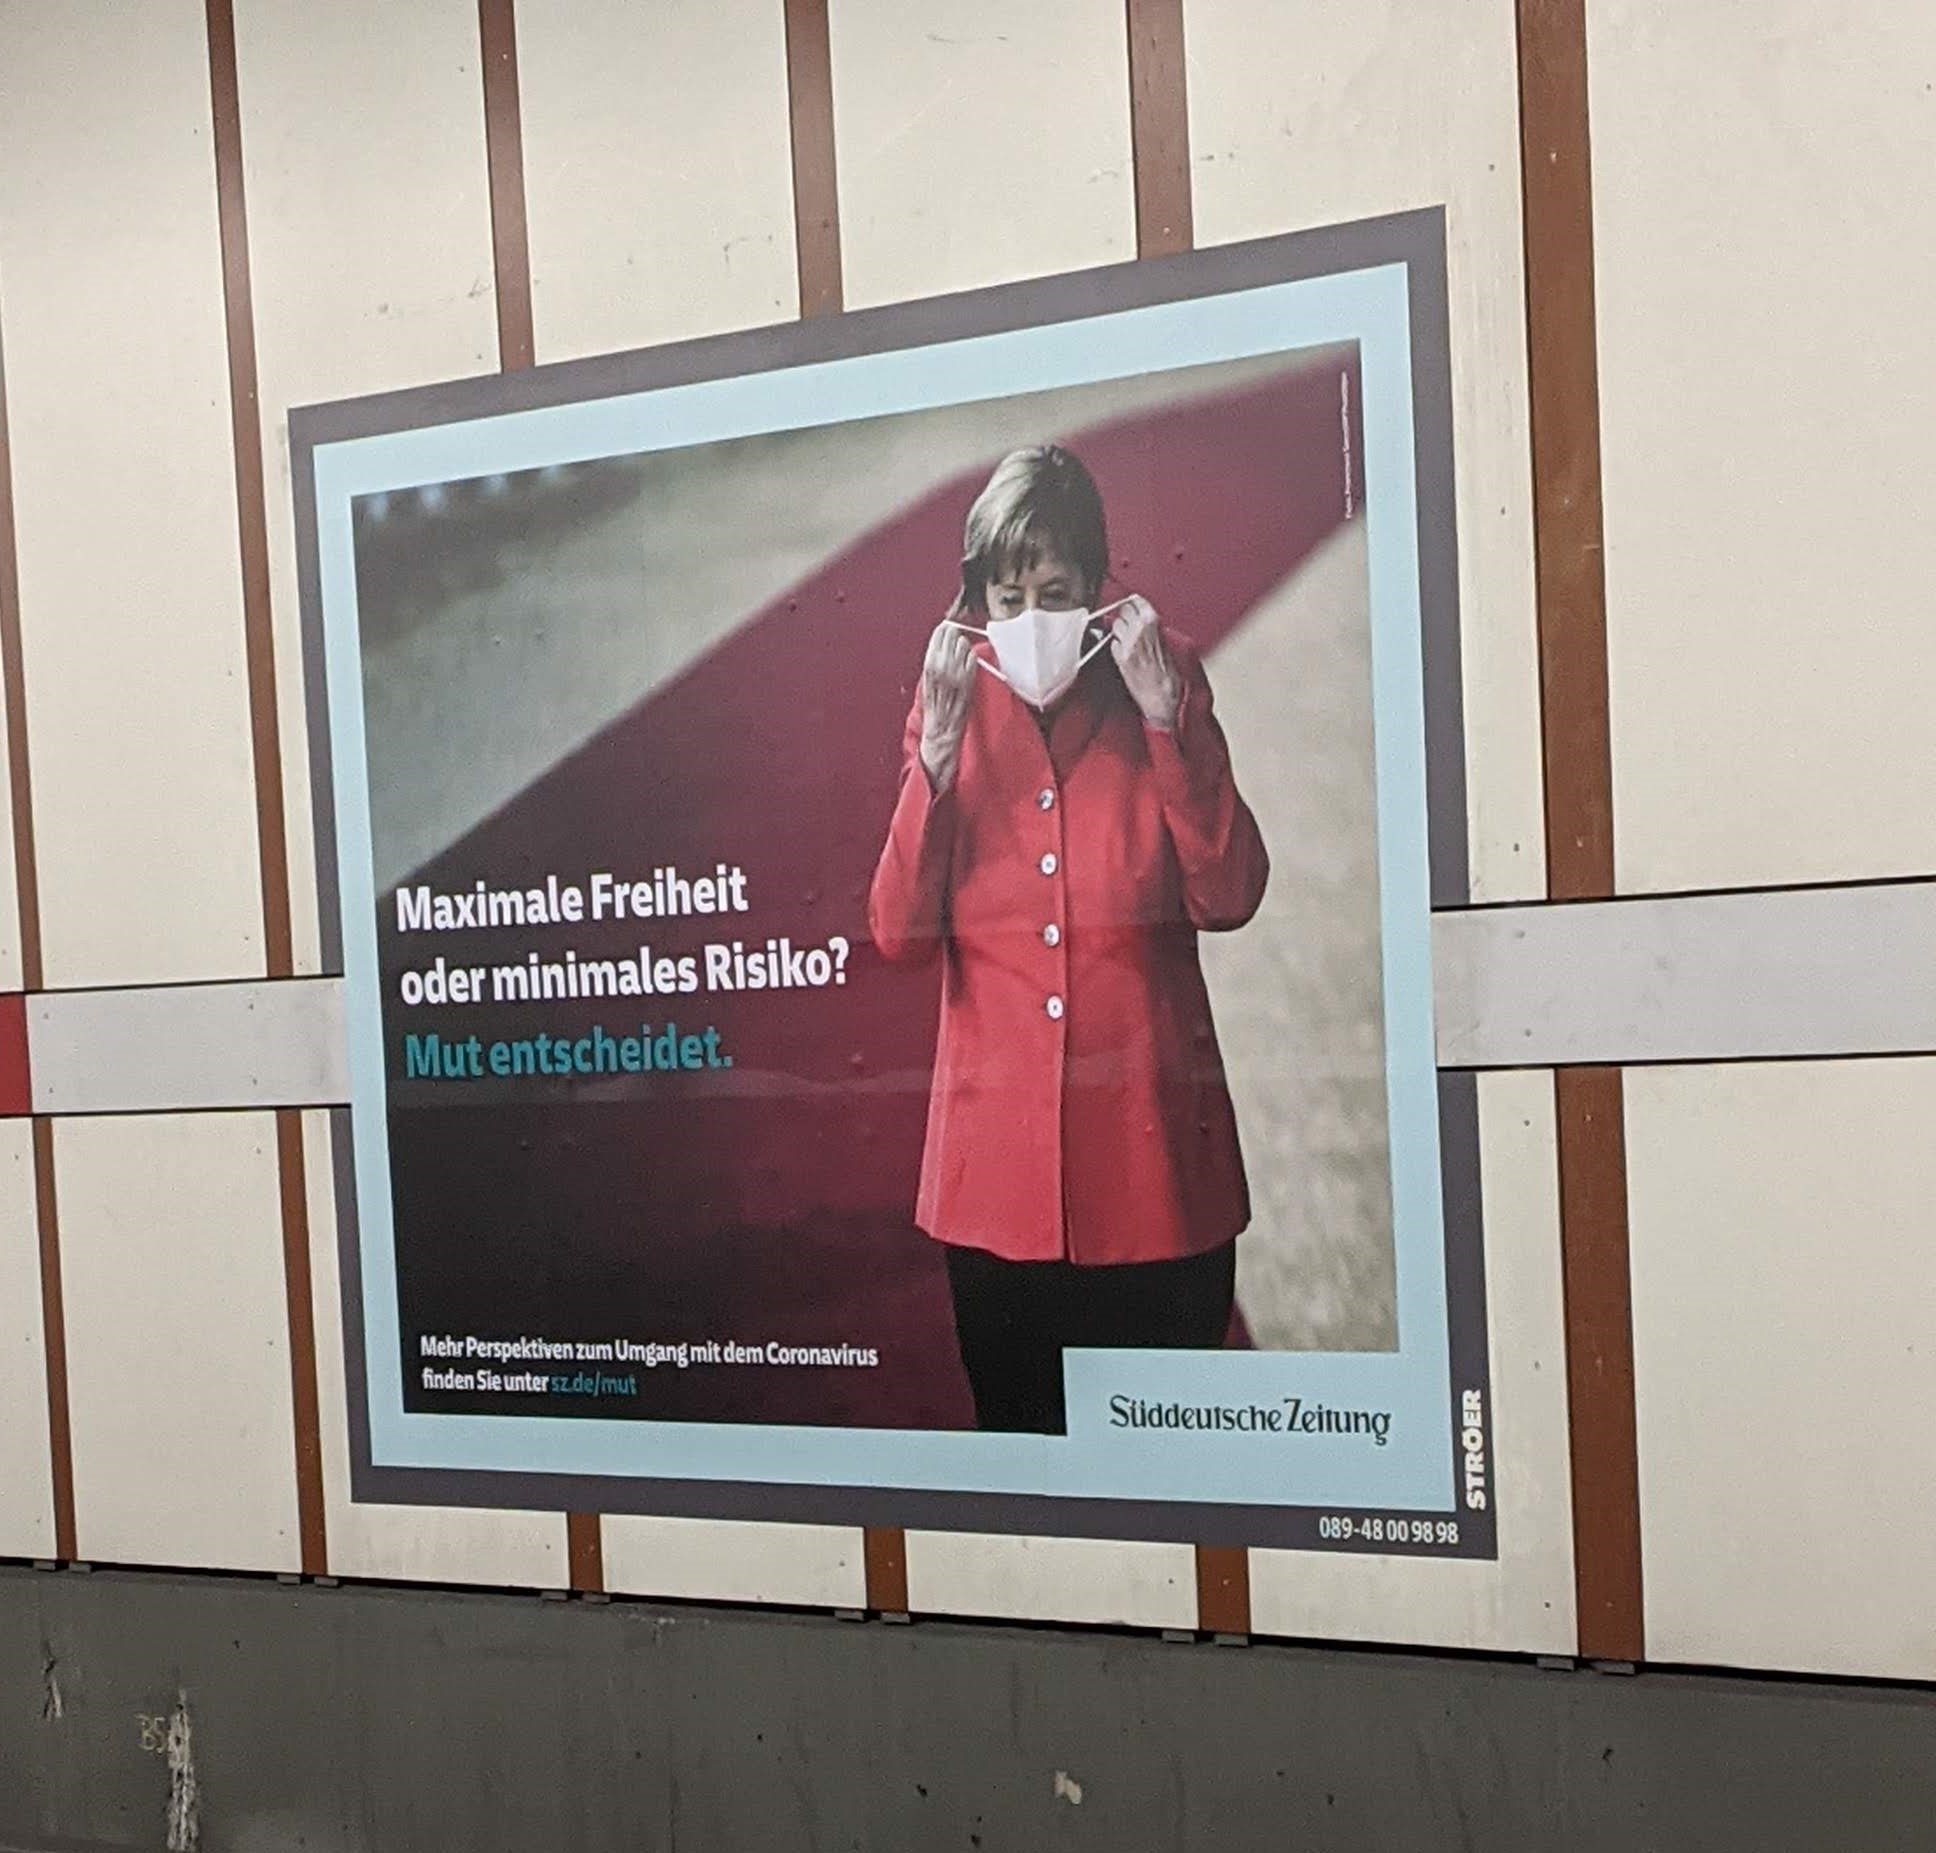 Maximale Freiheit
oder minimales Risiko?
Mut entscheidet.
Mehr Perspektiven zum Umgang mit dem Coronavirus
finden Sie unter sz.de/mut
Süddeutsche Zeitung
STRÖER
089-48 00 98 98